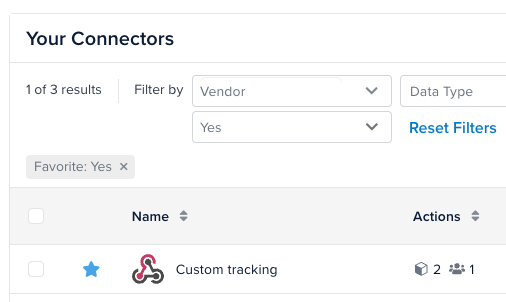 Your Connectors
1 of 3 results Filter by Vendor Data Type
Yes Reset Filters
Favorite: Yes ×
Name Actions
Custom tracking 2 1